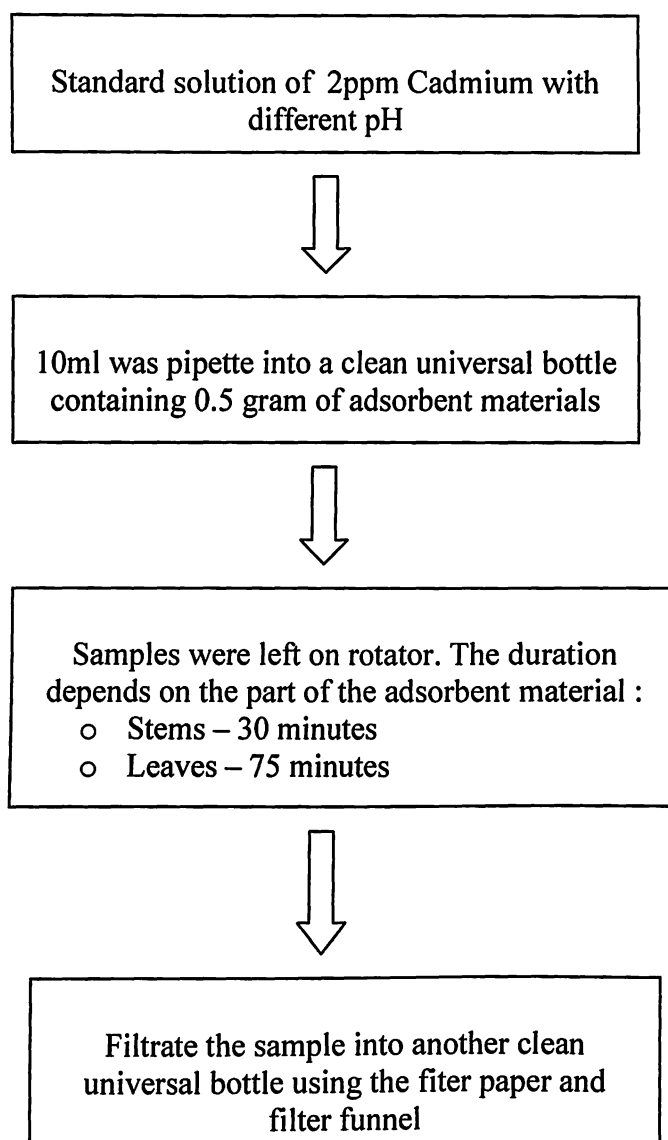 Standard solution of 2ppm Cadmium with
different pH
10ml was pipette into a clean universal bottle
containing 0.5 gram of adsorbent materials
Samples were left on rotator. The duration
depends on the part of the adsorbent material :
o Stems – 30 minutes
o Leaves – 75 minutes
Filtrate the sample into another clean
universal bottle using the fiter paper and
filter funnel